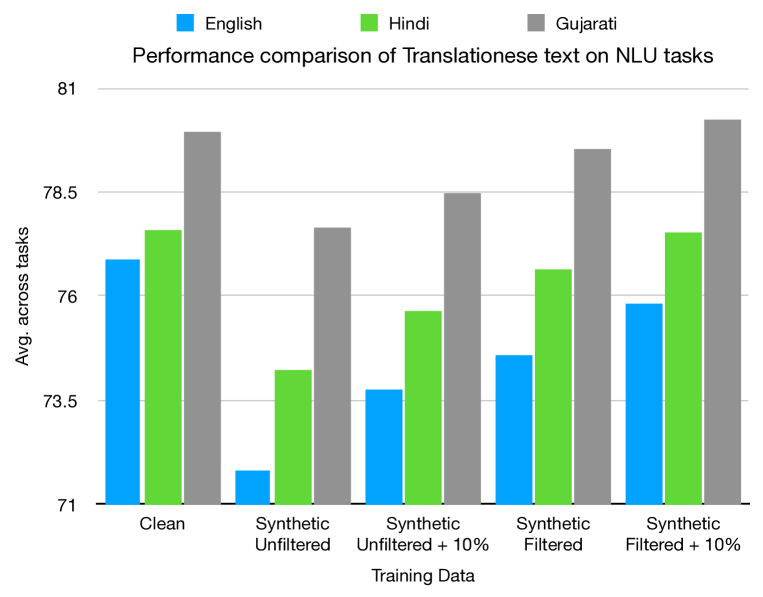 English Hindi Gujarati
Performance comparison of Translationese text on NLU tasks
81
78.5
76
73.5
71
Avg. across tasks
Clean
Synthetic
Unfiltered
Synthetic
Unfiltered + 10%
Synthetic
Filtered
Synthetic
Filtered + 10%
Training Data